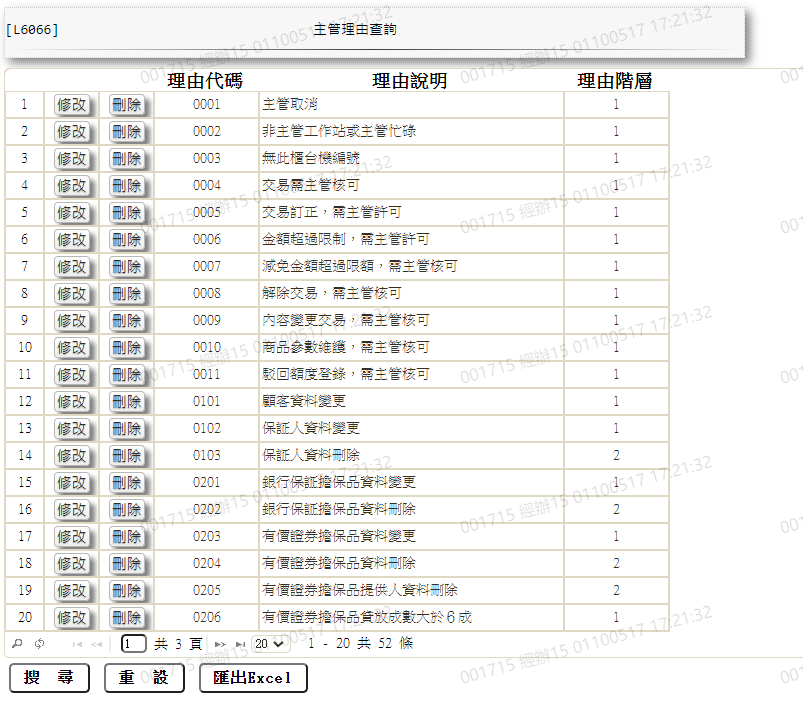 [L6066] 主管理由查詢
理由代碼 理由說明 理由階層
1 修改 刪除 0001 主管取消 1
2 修改 刪除 0002 非主管工作站或主管忙碌 1
3 修改 刪除 0003 無此櫃台機編號 1
4 修改 刪除 0004 交易需主管核可 1
5 修改 刪除 0005 交易訂正，需主管許可 1
6 修改 刪除 0006 金額超過限制，需主管許可 1
7 修改 刪除 0007 減免金額超過限額，需主管核可 1
8 修改 刪除 0008 解除交易，需主管核可 1
9 修改 刪除 0009 內容變更交易，需主管核可 1
10 修改 刪除 0010 商品參數維護，需主管核可 1
11 修改 刪除 0011 駁回額度登錄，需主管核可 1
12 修改 刪除 0101 顧客資料變更 1
13 修改 刪除 0102 保証人資料變更 1
14 修改 刪除 0103 保証人資料刪除 2
15 修改 刪除 0201 銀行保証擔保品資料變更 1
16 修改 刪除 0202 銀行保証擔保品資料刪除 2
17 修改 刪除 0203 有價證券擔保品資料變更 1
18 修改 刪除 0204 有價證券擔保品資料刪除 2
19 修改 刪除 0205 有價證券擔保品提供人資料刪除 2
20 修改 刪除 0206 有價證券擔保品貸放成數大於６成 1
1 共 3 頁 20 1 - 20 共 52 條
搜 尋 重 設 匯出Excel
001715 經辦15 01100517 17:21:32